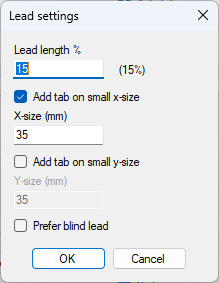 Lead settings
Lead length %
15 (15%)
Add tab on small x-size
X-size (mm)
35
Add tab on small y-size
Y-size (mm)
35
Prefer blind lead
OK Cancel